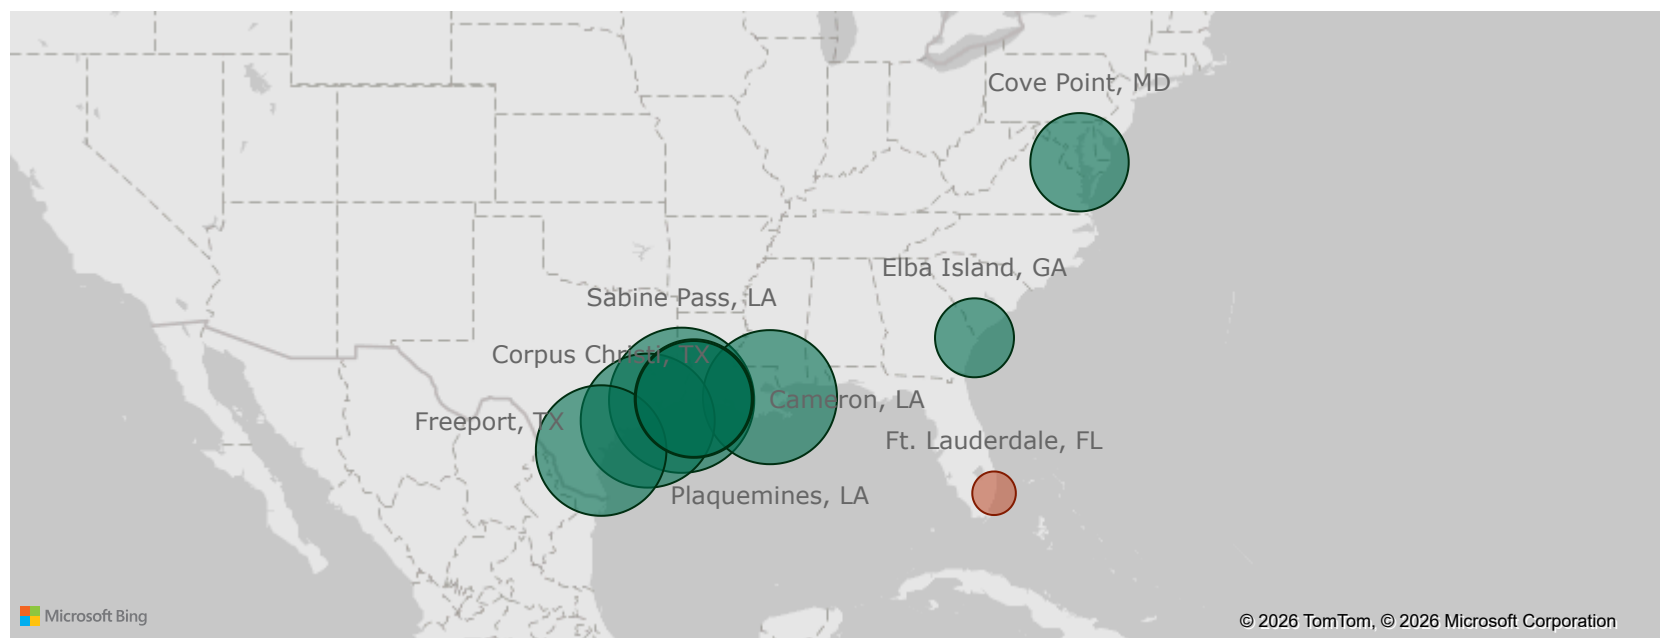 Cove Point, MD
Elba Island, GA
Sabine Pass, LA
Corpus Christi, TX
Cameron, LA
Freeport, TX
Ft. Lauderdale, FL
Plaquemines, LA
Microsoft Bing
© 2026 TomTom, © 2026 Microsoft Corporation